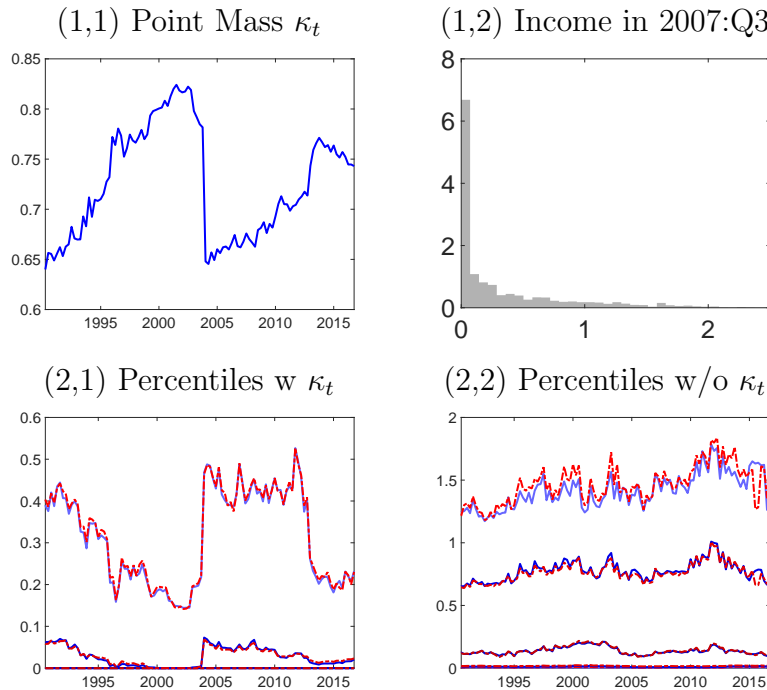 (1,1) Point Mass κt
0.85
0.8
0.75
0.7
0.65
0.6
1995 2000 2005 2010 2015
(1,2) Income in 2007:Q3
8
6
4
2
0
0 1 2
(2,1) Percentiles w κt
0.6
0.5
0.4
0.3
0.2
0.1
0
1995 2000 2005 2010 2015
(2,2) Percentiles w/o κt
2
1.5
1
0.5
0
1995 2000 2005 2010 2015